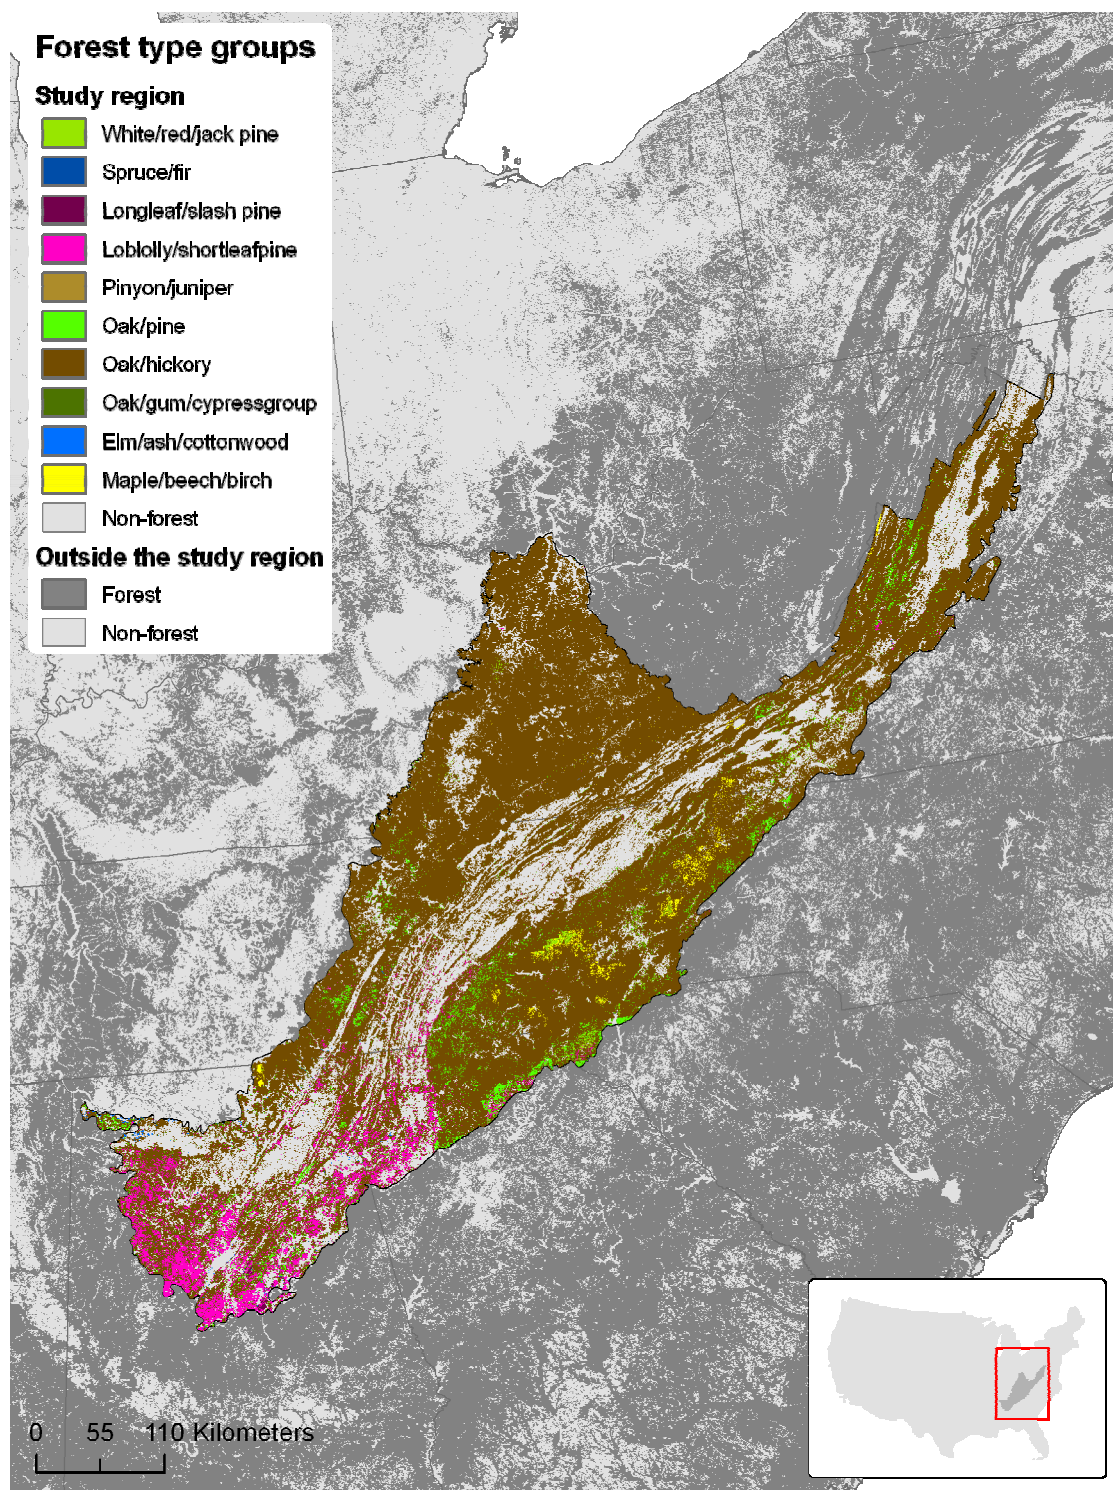 Forest type groups
Study region
White/red/jack pine
Spruce/fir
Longleaf/slash pine
Loblolly/shortleafpine
Pinyon/juniper
Oak/pine
Oak/hickory
Oak/gum/cypressgroup
Elm/ash/cottonwood
Maple/beech/birch
Non-forest
Outside the study region
Forest
Non-forest
0 55 110 Kilometers